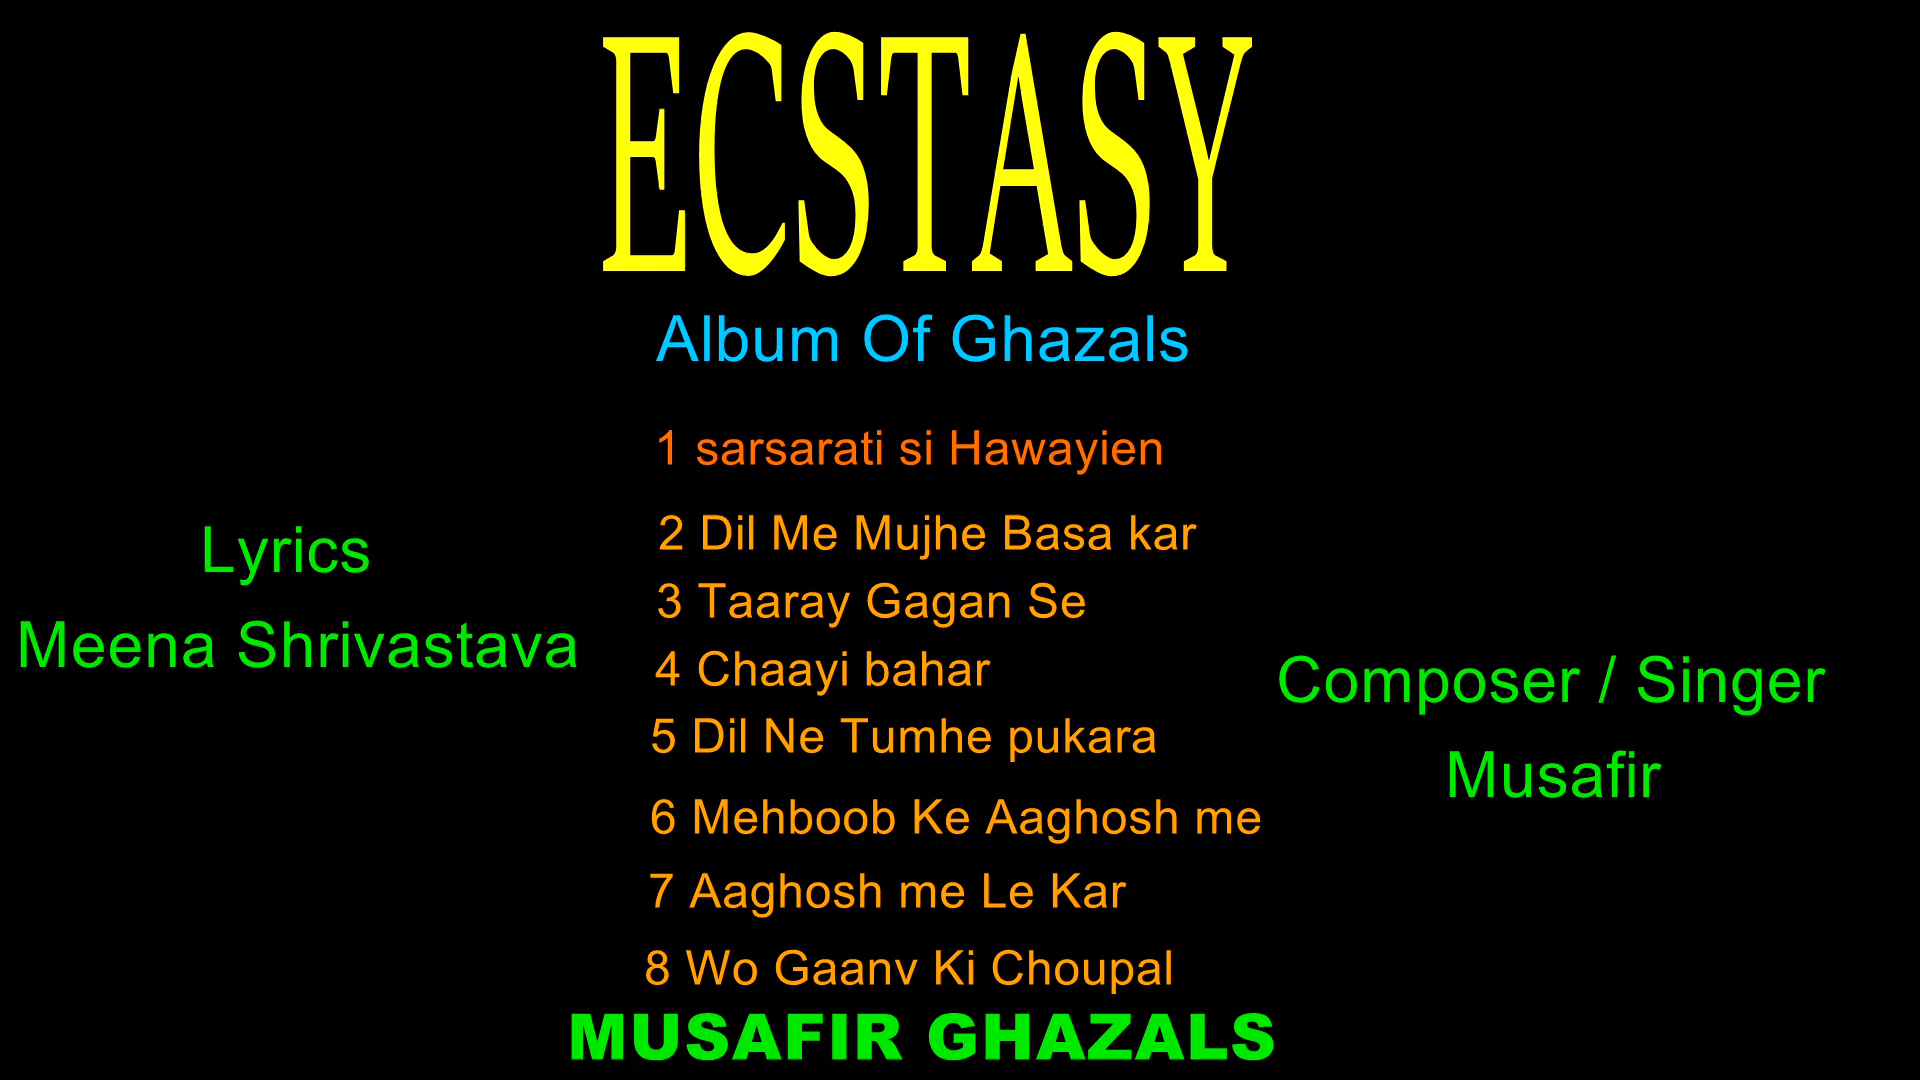 ECSTASY
Album Of Ghazals
1 sarsarati si Hawayien
2 Dil Me Mujhe Basa kar
3 Taaray Gagan Se
4 Chaayi bahar
5 Dil Ne Tumhe pukara
6 Mehboob Ke Aaghosh me
7 Aaghosh me Le Kar
8 Wo Gaanv Ki Choupal
Lyrics
Meena Shrivastava
Composer / Singer
Musafir
MUSAFIR GHAZALS